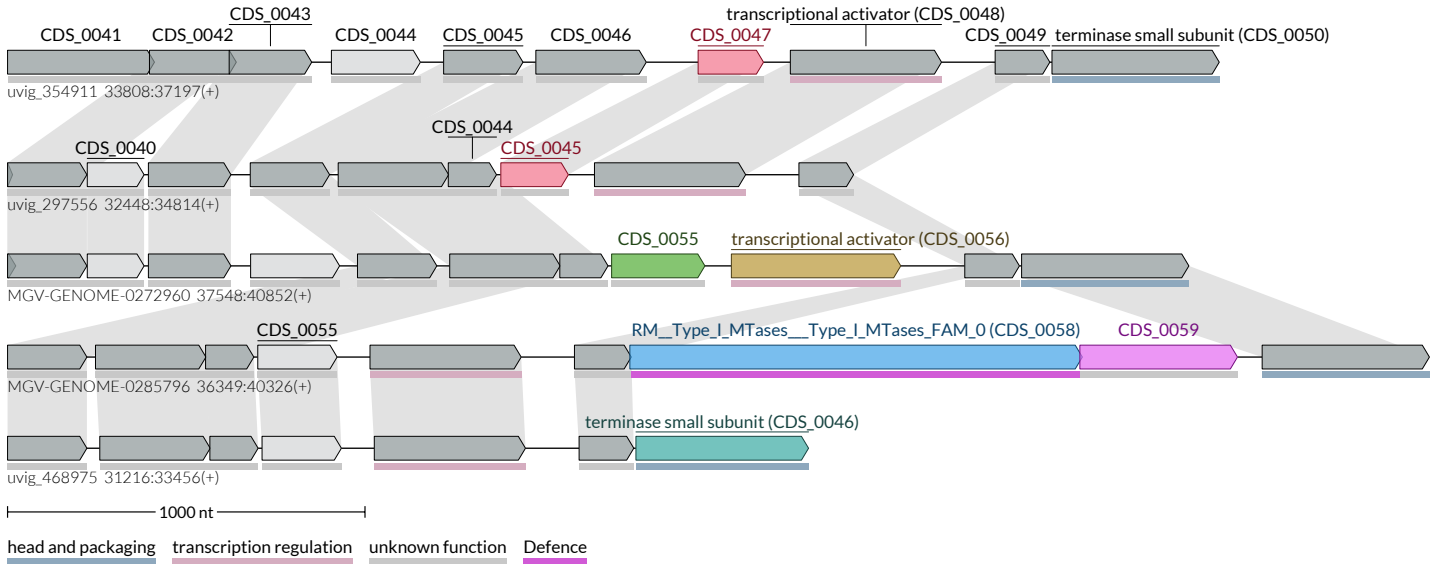 CDS_0043 transcriptional activator (CDS_0048)
CDS_0041 CDS_0042 CDS_0044 CDS_0045 CDS_0046 CDS_0047 CDS_0049 terminase small subunit (CDS_0050)
uvig_354911 33808:37197(+)
CDS_0044
CDS_0040 CDS_0045
uvig_297556 32448:34814(+)
CDS_0055 transcriptional activator (CDS_0056)
MGV-GENOME-0272960 37548:40852(+)
CDS_0055 RM__Type_I_MTases__Type_I_MTases_FAM_0 (CDS_0058) CDS_0059
MGV-GENOME-0285796 36349:40326(+)
terminase small subunit (CDS_0046)
uvig_468975 31216:33456(+)
1000 nt
head and packaging transcription regulation unknown function Defence